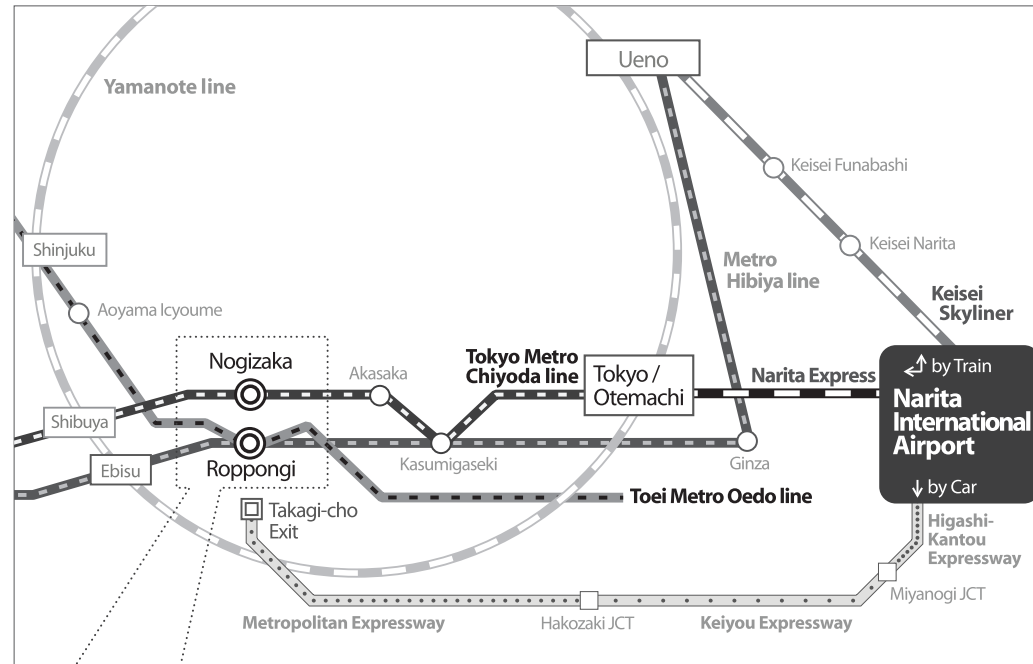 Yamanote line
Ueno
Keisei Funabashi
Shinjuku
Keisei Narita
Metro
Hibiya line
Keisei
Skyliner
Aoyama Icyoume
Nogizaka
Akasaka
Tokyo Metro
Chiyoda line
Tokyo /
Otemachi
Narita Express
by Train
Narita
International
Airport
by Car
Shibuya
Ebisu
Roppongi
Kasumigaseki
Ginza
Takagi-cho
Exit
Toei Metro Oedo line
Higashi-
Kantou
Expressway
Miyanogi JCT
Metropolitan Expressway
Hakozaki JCT
Keiyou Expressway